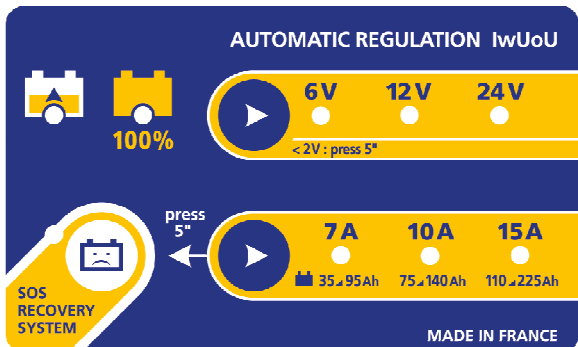 AUTOMATIC REGULATION IwUoU
6V 12V 24V
100%
< 2V : press 5"
press
5"
7A 10A 15A
35◢95Ah 75◢140Ah 110◢225Ah
SOS
RECOVERY
SYSTEM
MADE IN FRANCE